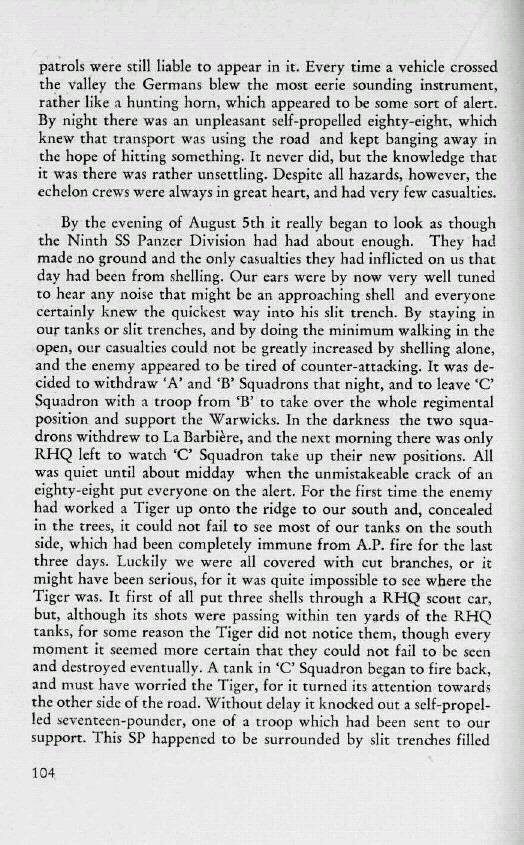 patrols were still liable to appear in it. Every time a vehicle crossed
the valley the Germans blew the most eerie sounding instrument,
rather like a hunting horn, which appeared to be some sort of alert.
By night there was an unpleasant self-propelled eighty-eight, which
knew that transport was using the road and kept banging away in
the hope of hitting something. It never did, but the knowledge that
it was there was rather unsettling. Despite all hazards, however, the
echelon crews were always in great heart, and had very few casualties.
By the evening of August 5th it really began to look as though
the Ninth SS Panzer Division had had about enough. They had
made no ground and the only casualties they had inflicted on us that
day had been from shelling. Our ears were by now very well tuned
to hear any noise that might be an approaching shell and everyone
certainly knew the quickest way into his slit trench. By staying in
our tanks or slit trenches, and by doing the minimum walking in the
open, our casualties could not be greatly increased by shelling alone,
and the enemy appeared to be tired of counter-attacking. It was de-
cided to withdraw ‘A’ and ‘B’ Squadrons that night, and to leave ‘C’
Squadron with a troop from ‘B’ to take over the whole regimental
position and support the Warwicks. In the darkness the two squa-
drons withdrew to La Barbière, and the next morning there was only
RHQ left to watch ‘C’ Squadron take up their new positions. All
was quiet until about midday when the unmistakeable crack of an
eighty-eight put everyone on the alert. For the first time the enemy
had worked a Tiger up onto the ridge to our south and, concealed
in the trees, it could not fail to see most of our tanks on the south
side, which had been completely immune from A.P. fire for the last
three days. Luckily we were all covered with cut branches, or it
might have been serious, for it was quite impossible to see where the
Tiger was. It first of all put three shells through a RHQ scout car,
but, although its shots were passing within ten yards of the RHQ
tanks, for some reason the Tiger did not notice them, though every
moment it seemed more certain that they could not fail to be seen
and destroyed eventually. A tank in ‘C’ Squadron began to fire back,
and must have worried the Tiger, for it turned its attention towards
the other side of the road. Without delay it knocked out a self-propel-
led seventeen-pounder, one of a troop which had been sent to our
support. This SP happened to be surrounded by slit trenches filled
104